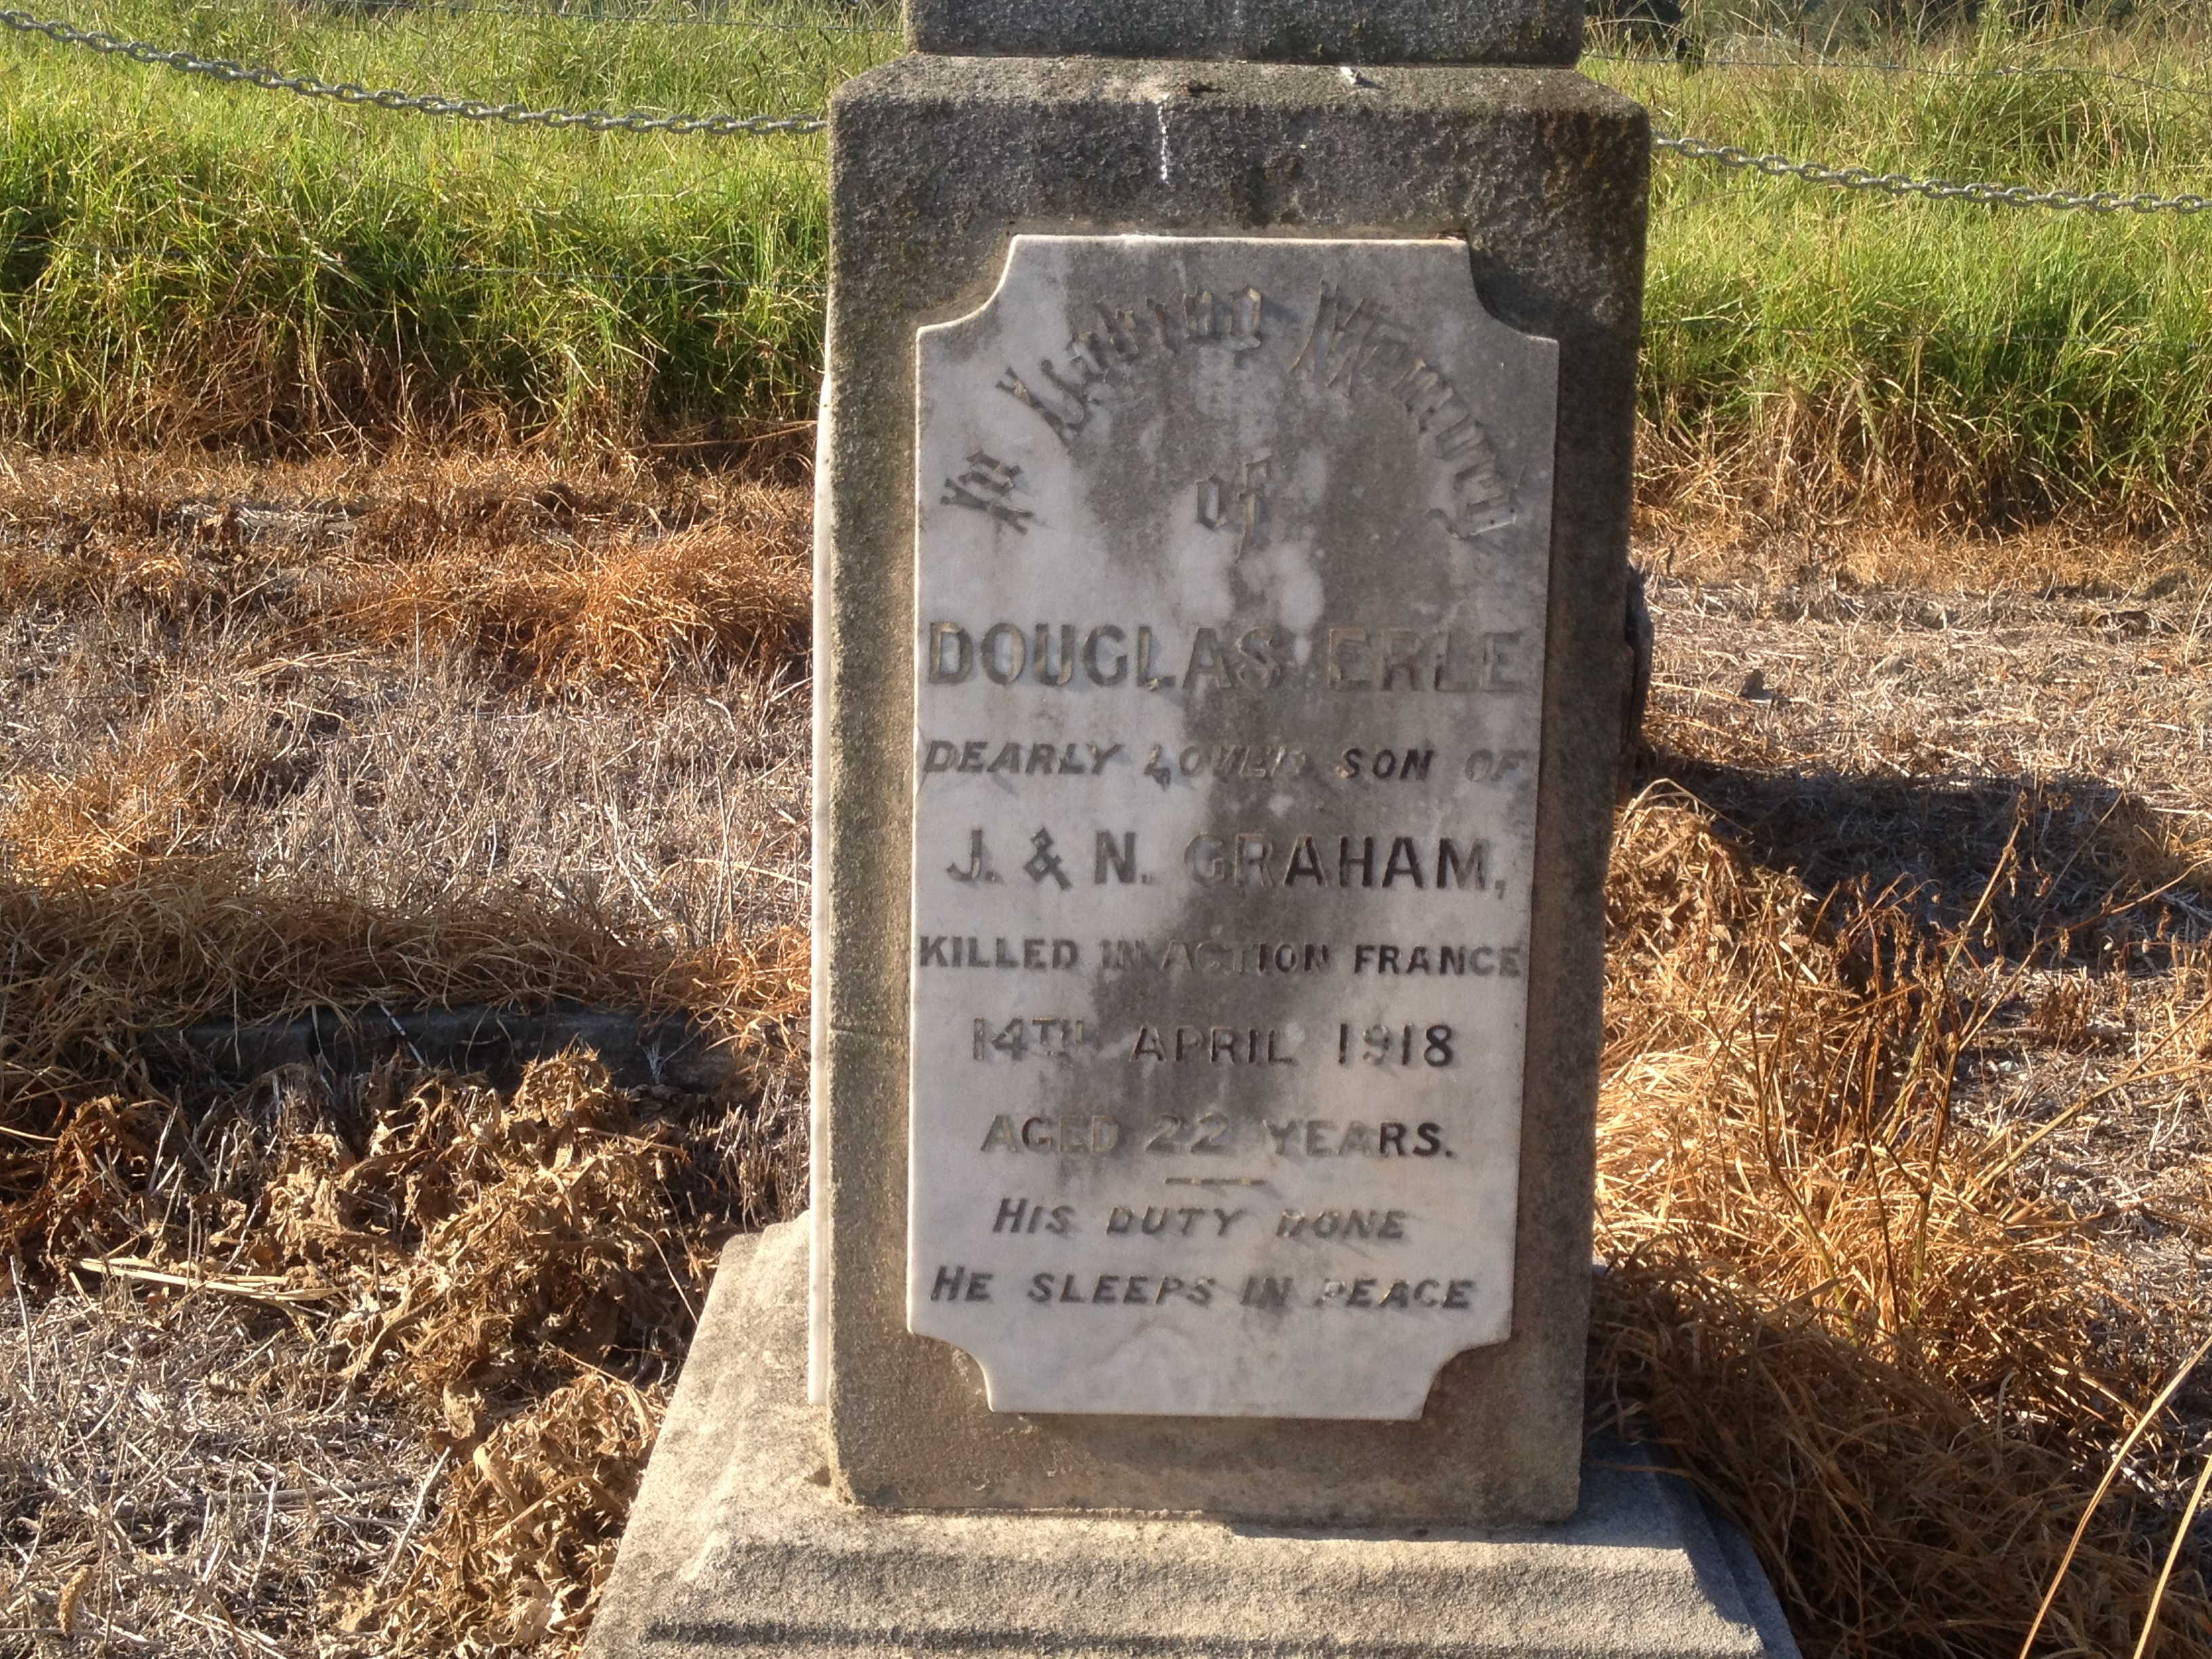 In Loving Memory
of
DOUGLAS ERLE
DEARLY LOVED SON OF
J. & N. GRAHAM,
KILLED IN ACTION FRANCE
14TH APRIL 1918
AGED 22 YEARS.
HIS DUTY DONE
HE SLEEPS IN PEACE